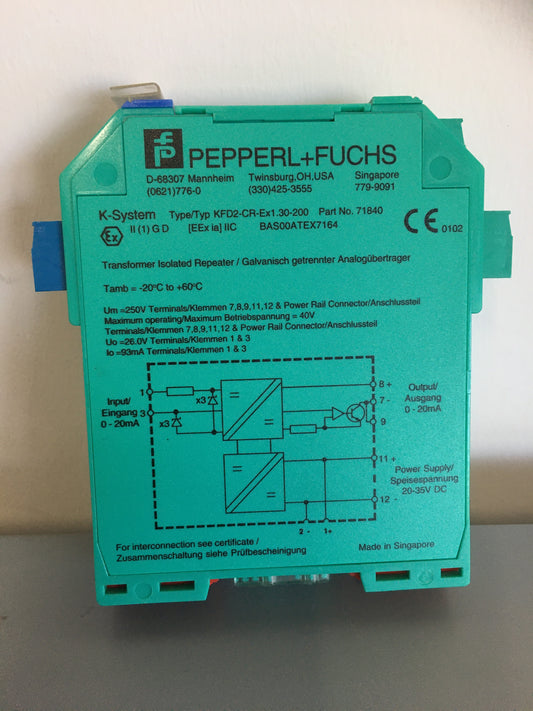 PEPPERL+FUCHS
D-68307 Mannheim Twinsburg,OH.USA Singapore
(0621)776-0 (330)425-3555 779-9091
K-System Type/Typ KFD2-CR-Ex1.30-200 Part No. 71840
Ex II (1) G D [EEx ia] IIC BAS00ATEX7164 CE 0102
Transformer Isolated Repeater / Galvanisch getrennter Analogübertrager
Tamb = -20°C to +60°C
Um =250V Terminals/Klemmen 7,8,9,11,12 & Power Rail Connector/Anschlussteil
Maximum operating/Maximum Betriebspannung = 40V
Terminals/Klemmen 7,8,9,11,12 & Power Rail Connector/Anschlussteil
Uo =26.0V Terminals/Klemmen 1 & 3
Io =93mA Terminals/Klemmen 1 & 3
1
x3
8 +
Input/
Eingang
0 - 20mA
3
x3
7 -
9
Output/
Ausgang
0 - 20mA
11 +
Power Supply/
Speisespannung
20-35V DC
12 -
2 - 1+
For interconnection see certificate /
Zusammenschaltung siehe Prüfbescheinigung
Made in Singapore